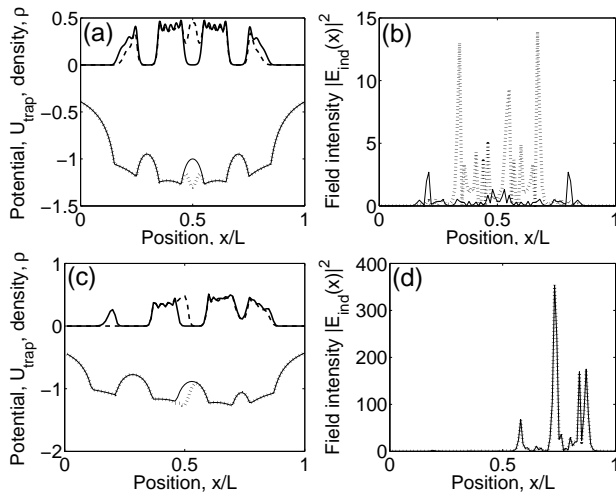 (a)
Potential, U_trap, density, ρ
0.5
0
−0.5
−1
−1.5
0 0.5 1
Position, x/L
(b)
Field intensity |E_ind(x)|^2
15
10
5
0
0 0.5 1
Position, x/L
(c)
Potential, U_trap, density, ρ
1
0
−1
−2
0 0.5 1
Position, x/L
(d)
Field intensity |E_ind(x)|^2
400
300
200
100
0
0 0.5 1
Position, x/L